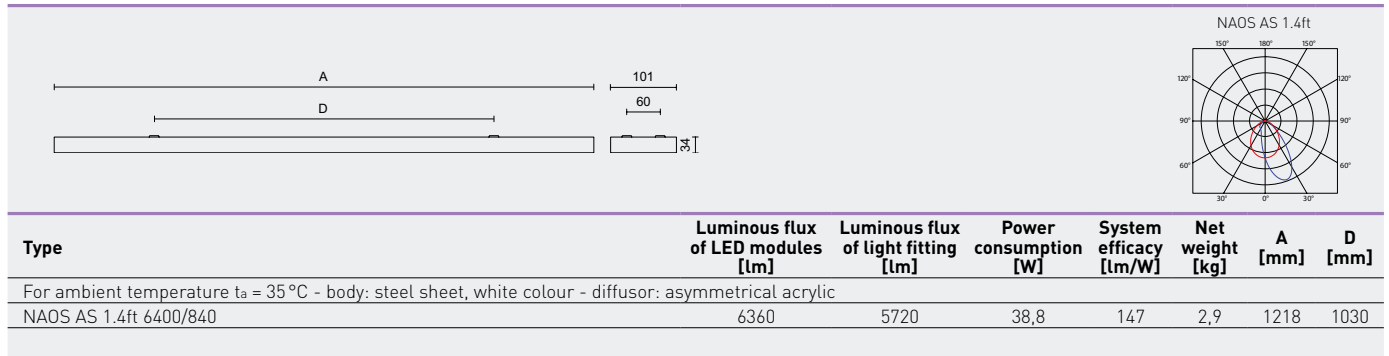 NAOS AS 1.4ft
150° 180° 150°
120° 120°
90° 90°
60° 60°
30° 0° 30°
A
101
D
60
34
Type
Luminous flux of LED modules [lm]
Luminous flux of light fitting [lm]
Power consumption [W]
System efficacy [lm/W]
Net weight [kg]
A [mm]
D [mm]
For ambient temperature ta = 35 °C - body: steel sheet, white colour - diffusor: asymmetrical acrylic
NAOS AS 1.4ft 6400/840 6360 5720 38,8 147 2,9 1218 1030